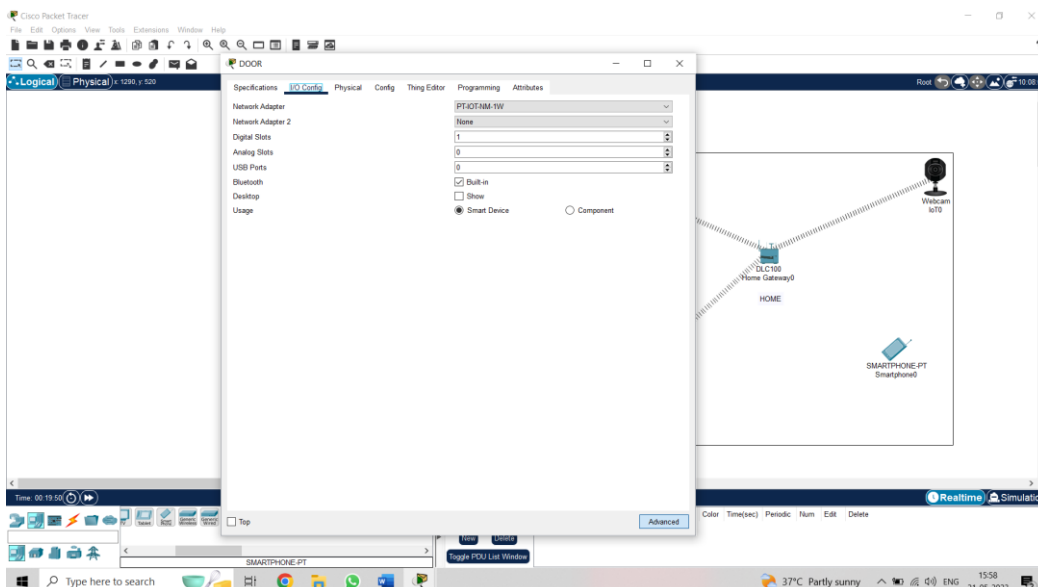 Cisco Packet Tracer
File Edit Options View Tools Extensions Window Help
DOOR
Logical Physical x: 1290, y: 520
Root 10:08
Specifications I/O Config Physical Config Thing Editor Programming Attributes
Network Adapter PT-IOT-NM-1W
Network Adapter 2 None
Digital Slots 1
Analog Slots 0
USB Ports 0
Bluetooth Built-in
Desktop Show
Usage Smart Device Component
Webcam
IoT0
DLC100
Home Gateway0
HOME
SMARTPHONE-PT
Smartphone0
Time: 00:19:50
Realtime Simulatio
Top Advanced
Color Time(sec) Periodic Num Edit Delete
New Delete
Toggle PDU List Window
SMARTPHONE-PT
Type here to search
37°C Partly sunny ENG 15:58